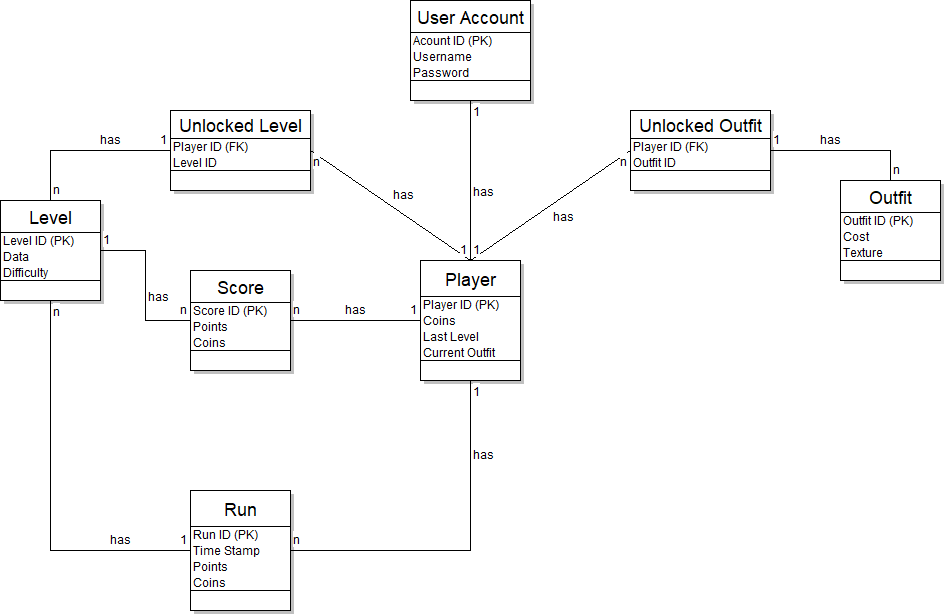 User Account
Acount ID (PK)
Username
Password
1
Unlocked Level
Player ID (FK)
Level ID
Unlocked Outfit
Player ID (FK)
Outfit ID
has
1
n
n
has
1
has
n
has
1
has
n
Outfit
Outfit ID (PK)
Cost
Texture
Level
Level ID (PK)
Data
Difficulty
1
n
has
n
Score
Score ID (PK)
Points
Coins
n
has
1
1
1
Player
Player ID (PK)
Coins
Last Level
Current Outfit
1
has
has
1
Run
Run ID (PK)
Time Stamp
Points
Coins
n